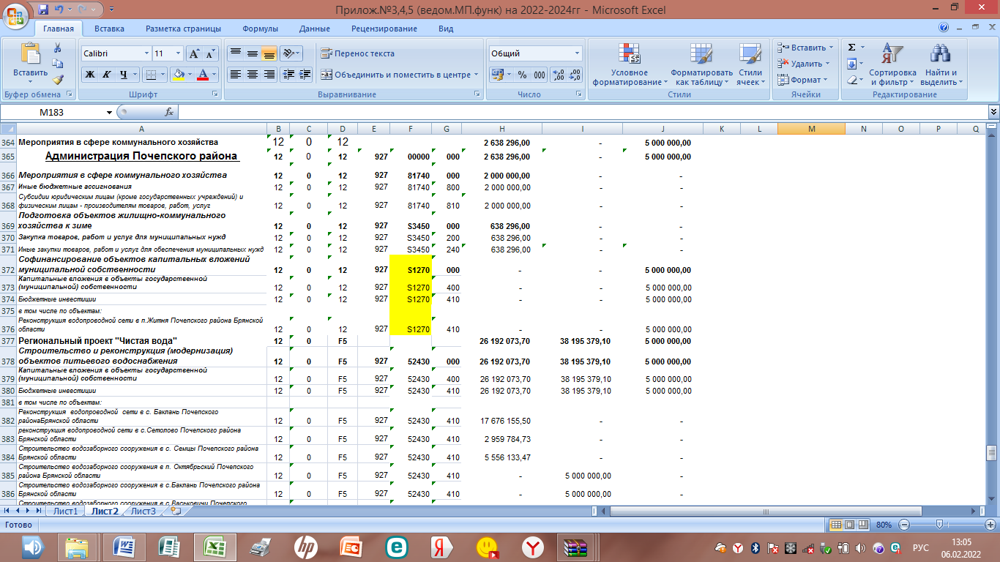 Прилож.№3,4,5 (ведом.МП.функ) на 2022-2024гг - Microsoft Excel
Главная Вставка Разметка страницы Формулы Данные Рецензирование Вид
Вставить
Calibri 11
Ж К Ч
Перенос текста
Объединить и поместить в центре
Общий
% 000
Условное форматирование
Форматировать как таблицу
Стили ячеек
Вставить
Удалить
Формат
Σ
Сортировка и фильтр
Найти и выделить
Буфер обмена Шрифт Выравнивание Число Стили Ячейки Редактирование
M183 fx
A B C D E F G H I J K L M N O P Q
364 Мероприятия в сфере коммунального хозяйства 12 0 12 2 638 296,00 - 5 000 000,00
365 Администрация Почепского района 12 0 12 927 00000 000 2 638 296,00 - 5 000 000,00
366 Мероприятия в сфере коммунального хозяйства 12 0 12 927 81740 000 2 000 000,00 - -
367 Иные бюджетные ассигнования 12 0 12 927 81740 800 2 000 000,00 - -
Субсидии юридическим лицам (кроме государственных учреждений) и
368 физическим лицам - производителям товаров, работ, услуг 12 0 12 927 81740 810 2 000 000,00 - -
Подготовка объектов жилищно-коммунального
369 хозяйства к зиме 12 0 12 927 S3450 000 638 296,00 - -
370 Закупка товаров, работ и услуг для муниципальных нужд 12 0 12 927 S3450 200 638 296,00 - -
371 Иные закупки товаров, работ и услуг для обеспечения муниципальных нужд 12 0 12 927 S3450 240 638 296,00 - -
Софинансирование объектов капитальных вложений
372 муниципальной собственности 12 0 12 927 S1270 000 - - 5 000 000,00
Капитальные вложения в объекты государственной
373 (муниципальной) собственности 12 0 12 927 S1270 400 - - 5 000 000,00
374 Бюджетные инвестиции 12 0 12 927 S1270 410 - - 5 000 000,00
375 в том числе по объектам:
Реконструкция водопроводной сети в п.Житня Почепского района Брянской
376 области 12 0 12 927 S1270 410 - - 5 000 000,00
377 Региональный проект "Чистая вода" 12 0 F5 26 192 073,70 38 195 379,10 5 000 000,00
Строительство и реконструкция (модернизация)
378 объектов питьевого водоснабжения 12 0 F5 927 52430 000 26 192 073,70 38 195 379,10 5 000 000,00
Капитальные вложения в объекты государственной
379 (муниципальной) собственности 12 0 F5 927 52430 400 26 192 073,70 38 195 379,10 5 000 000,00
380 Бюджетные инвестиции 12 0 F5 927 52430 410 26 192 073,70 38 195 379,10 5 000 000,00
381 в том числе по объектам:
Реконструкция водопроводной сети в с. Баклань Почепского
382 районаБрянской области 12 0 F5 927 52430 410 17 676 155,50 - -
реконструкция водопроводной сети в с.Сетолово Почепского района
383 Брянской области 12 0 F5 927 52430 410 2 959 784,73 - -
Строительство водозаборного сооружения в с. Семцы Почепского района
384 Брянской области 12 0 F5 927 52430 410 5 556 133,47 - -
Строительство водозаборного сооружения в п. Октябрьский Почепского
385 района Брянской области 12 0 F5 927 52430 410 - 5 000 000,00 -
Строительство водозаборного сооружения в с.Баклань Почепского района
386 Брянской области 12 0 F5 927 52430 410 - 5 000 000,00 -
Строительство водозаборного сооружения в с.Васьковичи Почепского
Лист1 Лист2 Лист3
Готово 80%
РУС
13:05
06.02.2022